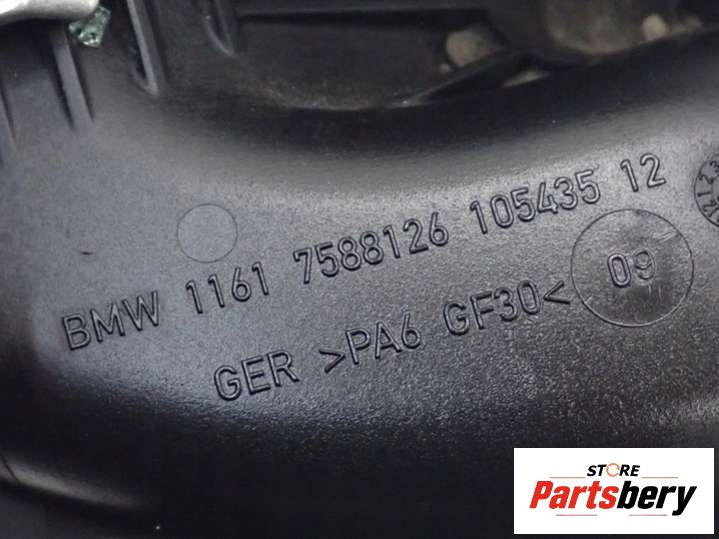 BMW 1161 7588126 105435 12
GER >PA6 GF30< 09
STORE
Partsbery